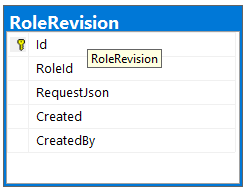 RoleRevision
Id
RoleRevision
RoleId
RequestJson
Created
CreatedBy